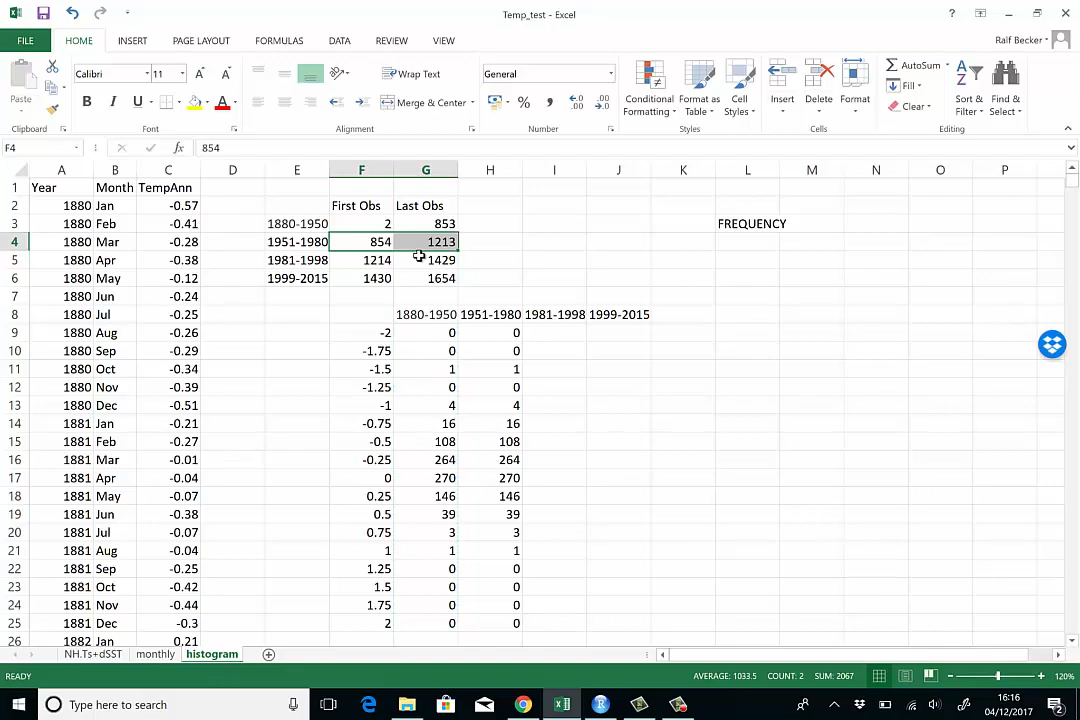 Temp_test - Excel
FILE HOME INSERT PAGE LAYOUT FORMULAS DATA REVIEW VIEW Ralf Becker
Paste Calibri 11 Wrap Text General Conditional Formatting Format as Table Cell Styles Insert Delete Format AutoSum Fill Clear Sort & Filter Find & Select
B I U Merge & Center
Clipboard Font Alignment Number Styles Cells Editing
F4 fx 854
A B C D E F G H I J K L M N O P
1 Year Month TempAnn
2 1880 Jan -0.57 First Obs Last Obs
3 1880 Feb -0.41 1880-1950 2 853 FREQUENCY
4 1880 Mar -0.28 1951-1980 854 1213
5 1880 Apr -0.38 1981-1998 1214 1429
6 1880 May -0.12 1999-2015 1430 1654
7 1880 Jun -0.24
8 1880 Jul -0.25 1880-1950 1951-1980 1981-1998 1999-2015
9 1880 Aug -0.26 -2 0 0
10 1880 Sep -0.29 -1.75 0 0
11 1880 Oct -0.34 -1.5 1 1
12 1880 Nov -0.39 -1.25 0 0
13 1880 Dec -0.51 -1 4 4
14 1881 Jan -0.21 -0.75 16 16
15 1881 Feb -0.27 -0.5 108 108
16 1881 Mar -0.01 -0.25 264 264
17 1881 Apr -0.04 0 270 270
18 1881 May -0.07 0.25 146 146
19 1881 Jun -0.38 0.5 39 39
20 1881 Jul -0.07 0.75 3 3
21 1881 Aug -0.04 1 1 1
22 1881 Sep -0.25 1.25 0 0
23 1881 Oct -0.42 1.5 0 0
24 1881 Nov -0.44 1.75 0 0
25 1881 Dec -0.3 2 0 0
26 1882 Jan 0.21
NH.Ts+dSST monthly histogram
READY AVERAGE: 1033.5 COUNT: 2 SUM: 2067 120%
Type here to search 16:16
04/12/2017